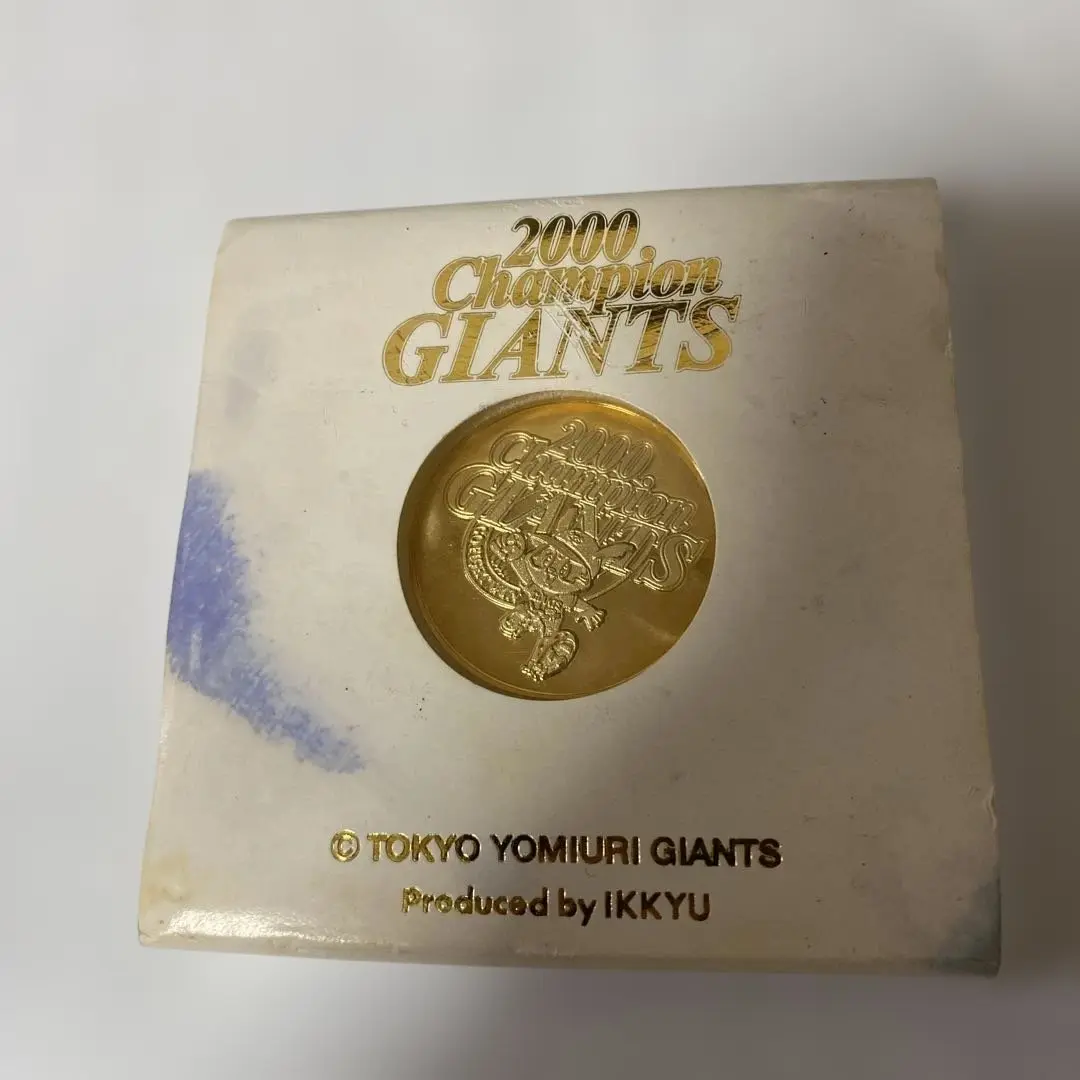 2000
Champion
GIANTS
2000
Champion
GIANTS
© TOKYO YOMIURI GIANTS
Produced by IKKYU